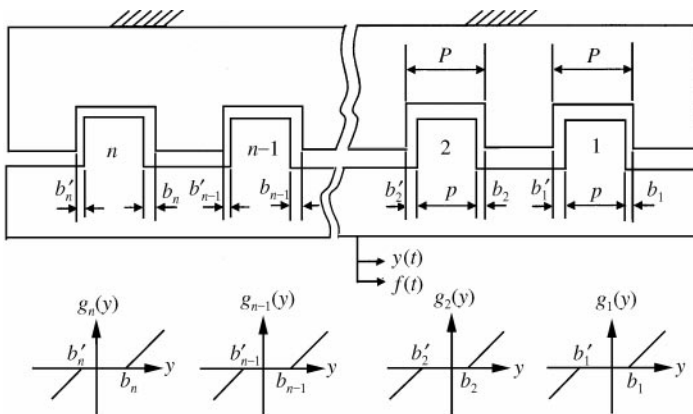 P P
n n−1 2 1
b′ₙ bₙ b′ₙ₋₁ bₙ₋₁ b′₂ p b₂ b′₁ p b₁
y(t)
f(t)
gₙ(y) gₙ₋₁(y) g₂(y) g₁(y)
b′ₙ y b′ₙ₋₁ y b′₂ y b′₁ y
bₙ bₙ₋₁ b₂ b₁